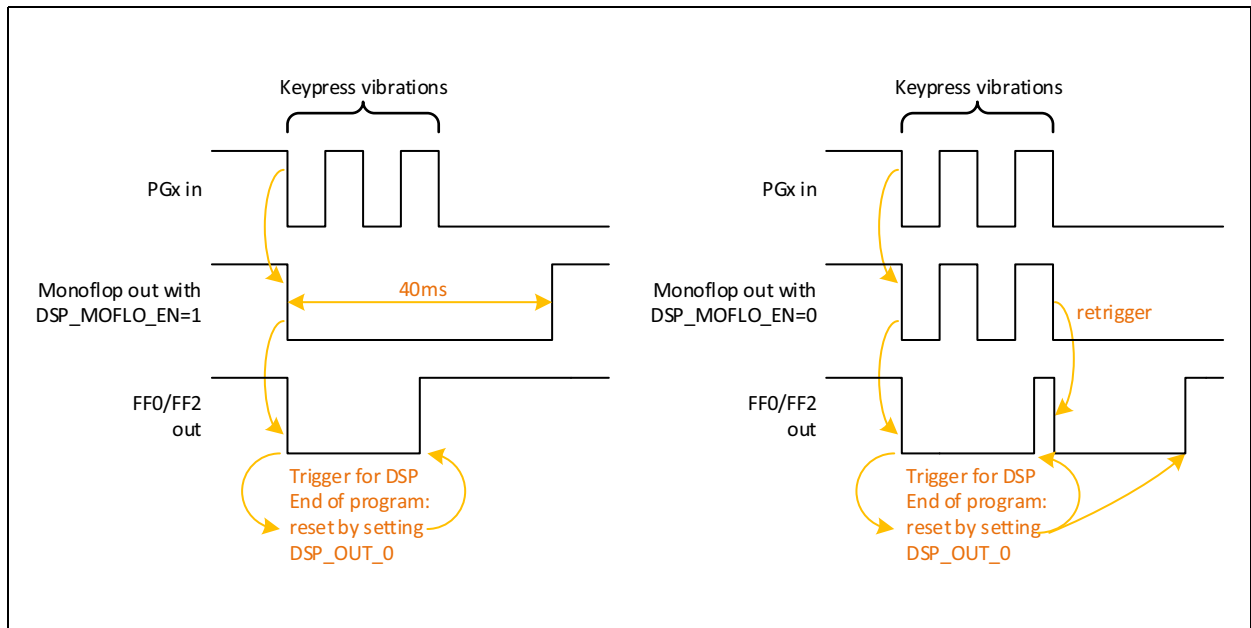 Keypress vibrations
PGx in
Monoflop out with
DSP_MOFLO_EN=1
40ms
FF0/FF2
out
Trigger for DSP
End of program:
reset by setting
DSP_OUT_0
Keypress vibrations
PGx in
Monoflop out with
DSP_MOFLO_EN=0
retrigger
FF0/FF2
out
Trigger for DSP
End of program:
reset by setting
DSP_OUT_0